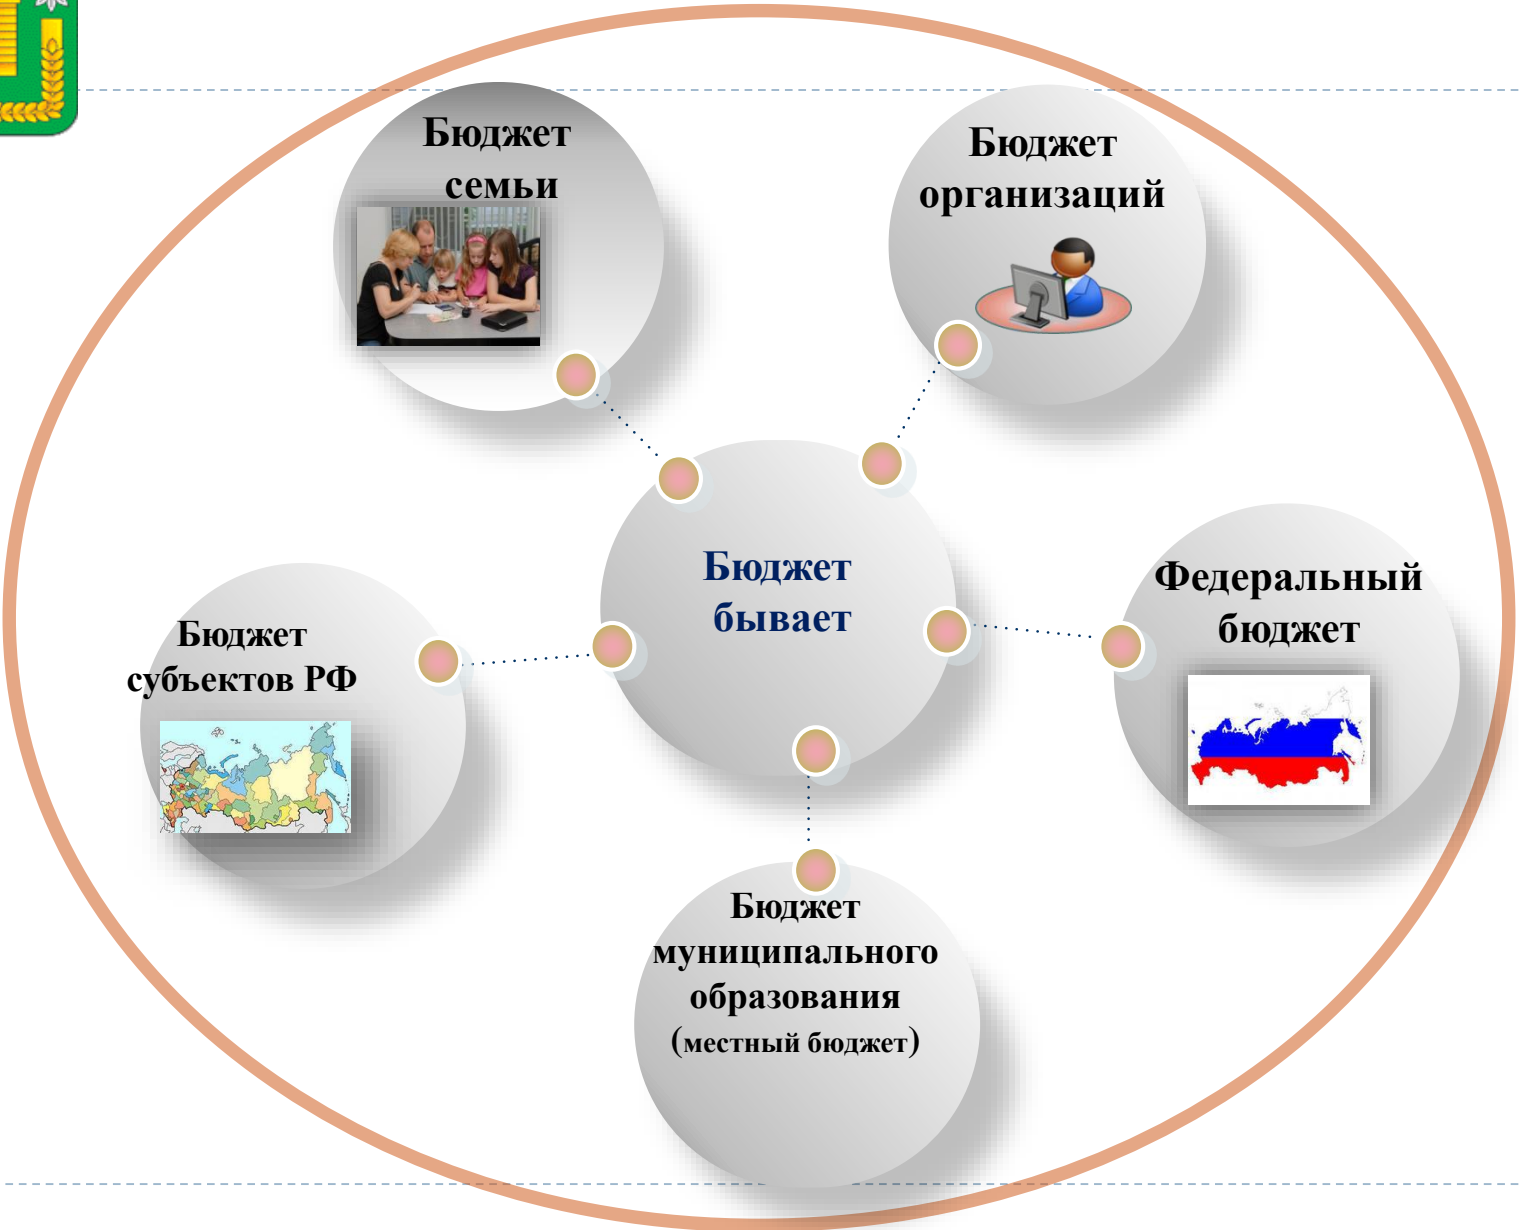 Бюджет
семьи
Бюджет
организаций
Бюджет
бывает
Федеральный
бюджет
Бюджет
субъектов РФ
Бюджет
муниципального
образования
(местный бюджет)